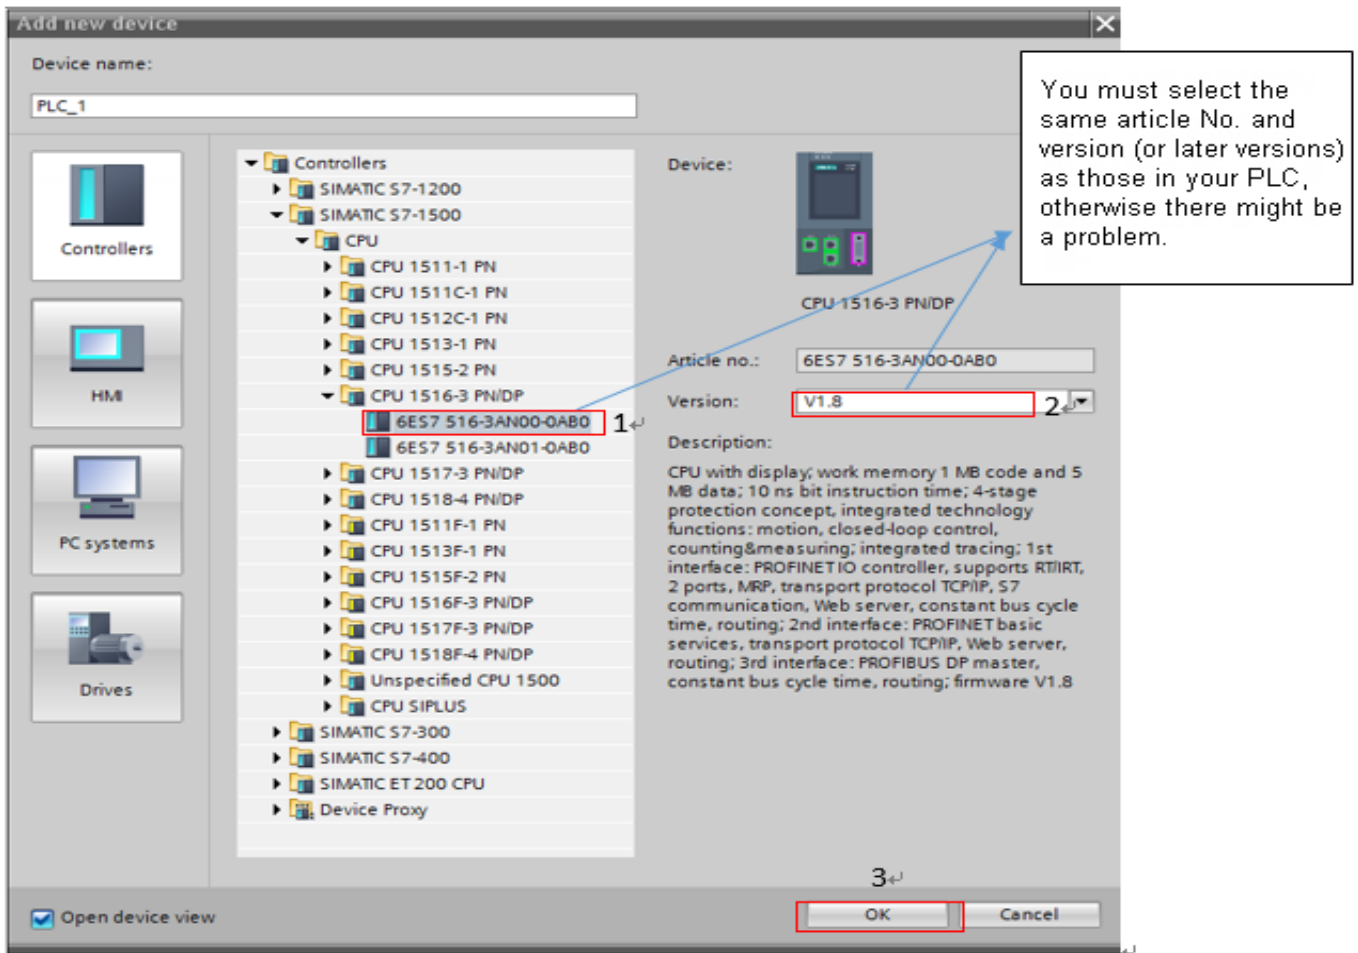 Add new device
Device name:
PLC_1
You must select the
same article No. and
version (or later versions)
as those in your PLC,
otherwise there might be
a problem.
Controllers
HMI
PC systems
Drives
Controllers
SIMATIC S7-1200
SIMATIC S7-1500
CPU
CPU 1511-1 PN
CPU 1511C-1 PN
CPU 1512C-1 PN
CPU 1513-1 PN
CPU 1515-2 PN
CPU 1516-3 PN/DP
6ES7 516-3AN00-0AB0
1
6ES7 516-3AN01-0AB0
CPU 1517-3 PN/DP
CPU 1518-4 PN/DP
CPU 1511F-1 PN
CPU 1513F-1 PN
CPU 1515F-2 PN
CPU 1516F-3 PN/DP
CPU 1517F-3 PN/DP
CPU 1518F-4 PN/DP
Unspecified CPU 1500
CPU SIPLUS
SIMATIC S7-300
SIMATIC S7-400
SIMATIC ET 200 CPU
Device Proxy
Device:
CPU 1516-3 PN/DP
Article no.: 6ES7 516-3AN00-0AB0
Version: V1.8 2
Description:
CPU with display; work memory 1 MB code and 5
MB data; 10 ns bit instruction time; 4-stage
protection concept, integrated technology
functions: motion, closed-loop control,
counting&measuring; integrated tracing; 1st
interface: PROFINET IO controller, supports RT/IRT,
2 ports, MRP, transport protocol TCP/IP, S7
communication, Web server, constant bus cycle
time, routing; 2nd interface: PROFINET basic
services, transport protocol TCP/IP, Web server,
routing; 3rd interface: PROFIBUS DP master,
constant bus cycle time, routing; firmware V1.8
3
Open device view
OK
Cancel